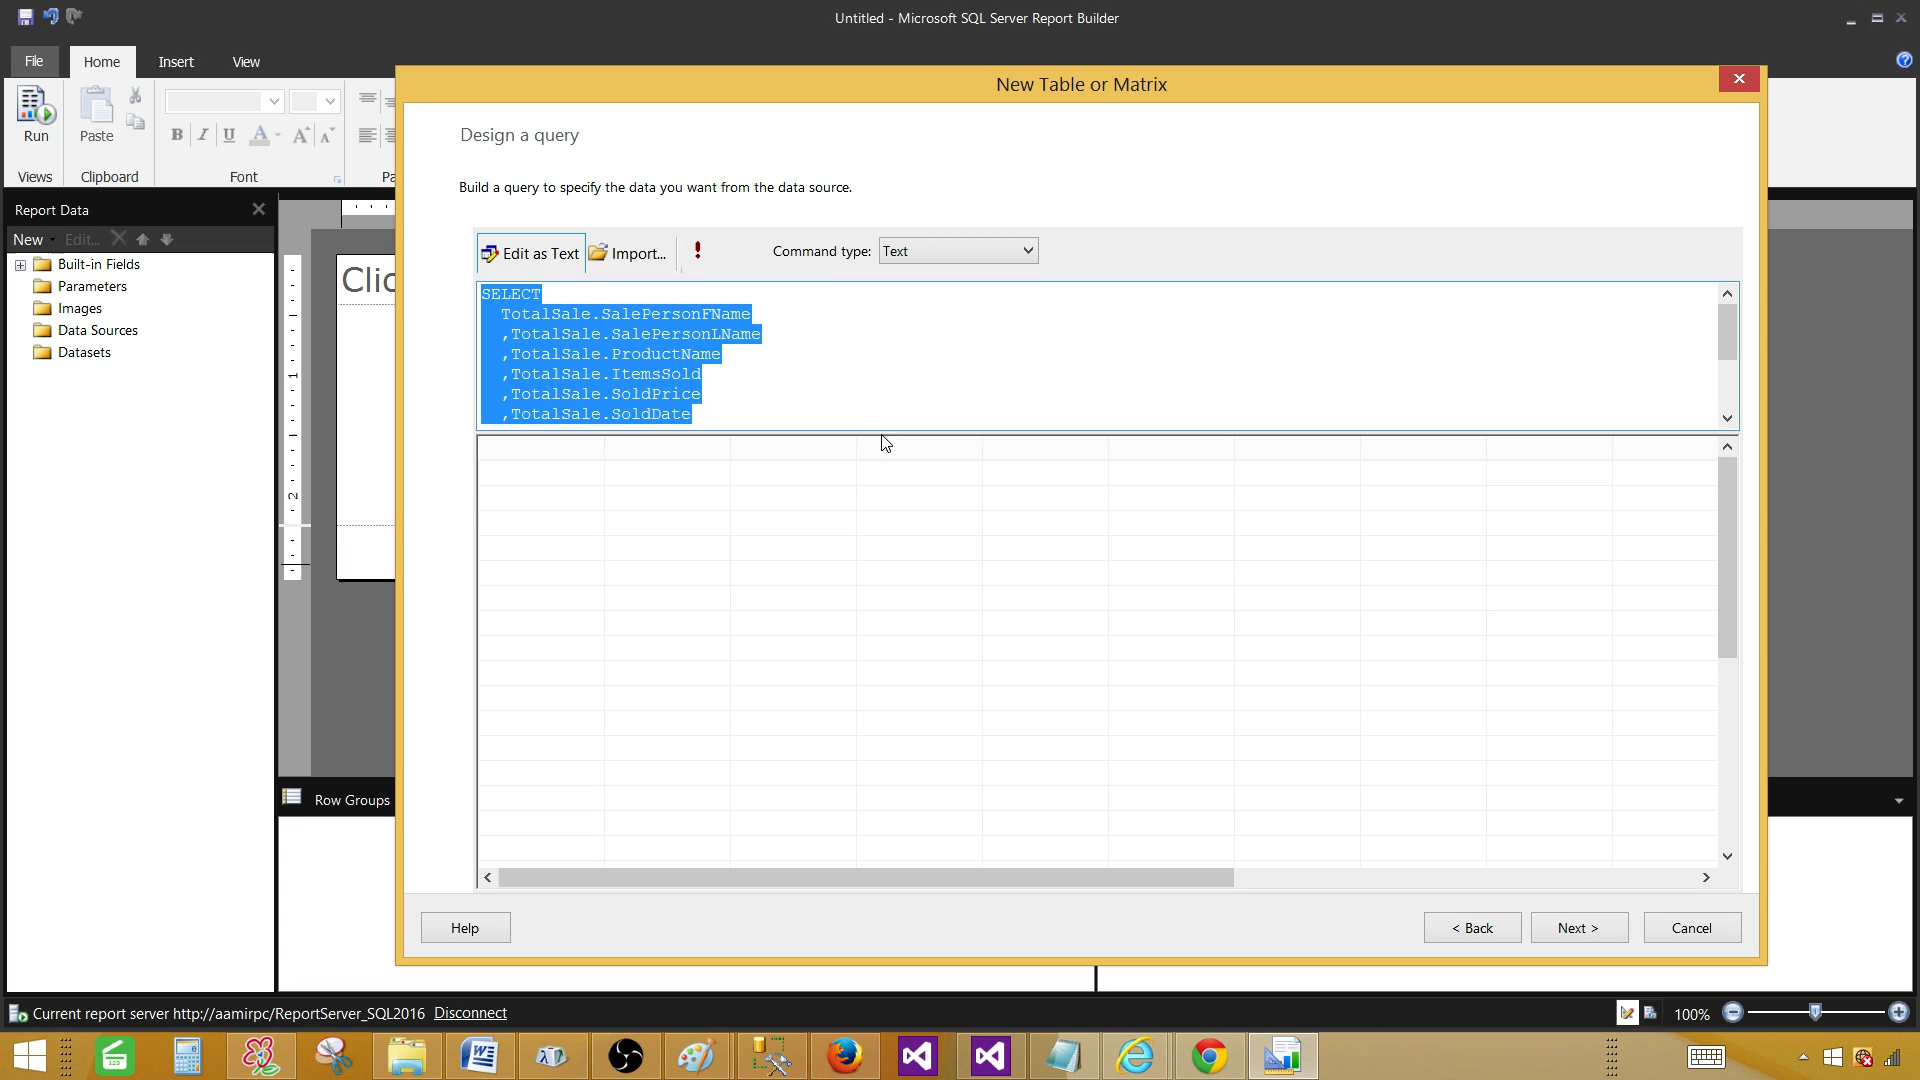 Untitled - Microsoft SQL Server Report Builder
File
Home
Insert
View
New Table or Matrix
Run
Paste
B
I
U
A
A
A
Views
Clipboard
Font
Pa
Design a query
Build a query to specify the data you want from the data source.
Report Data
New
Edit...
Built-in Fields
Parameters
Images
Data Sources
Datasets
Clic
1
2
Edit as Text
Import...
Command type:
Text
SELECT
TotalSale.SalePersonFName
,TotalSale.SalePersonLName
,TotalSale.ProductName
,TotalSale.ItemsSold
,TotalSale.SoldPrice
,TotalSale.SoldDate
Row Groups
Help
< Back
Next >
Cancel
Current report server http://aamirpc/ReportServer_SQL2016
Disconnect
100%